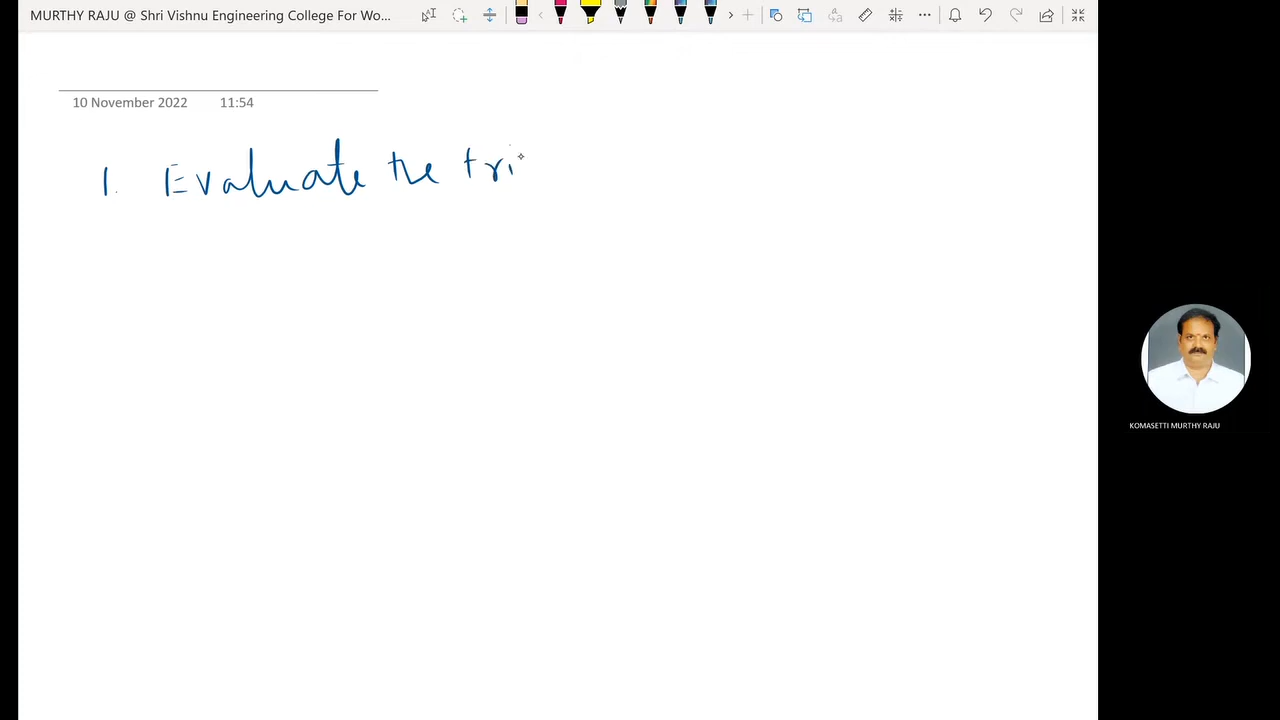 MURTHY RAJU @ Shri Vishnu Engineering College For Wo...
10 November 2022 11:54
1. Evaluate the tri
KOMASETTI MURTHY RAJU